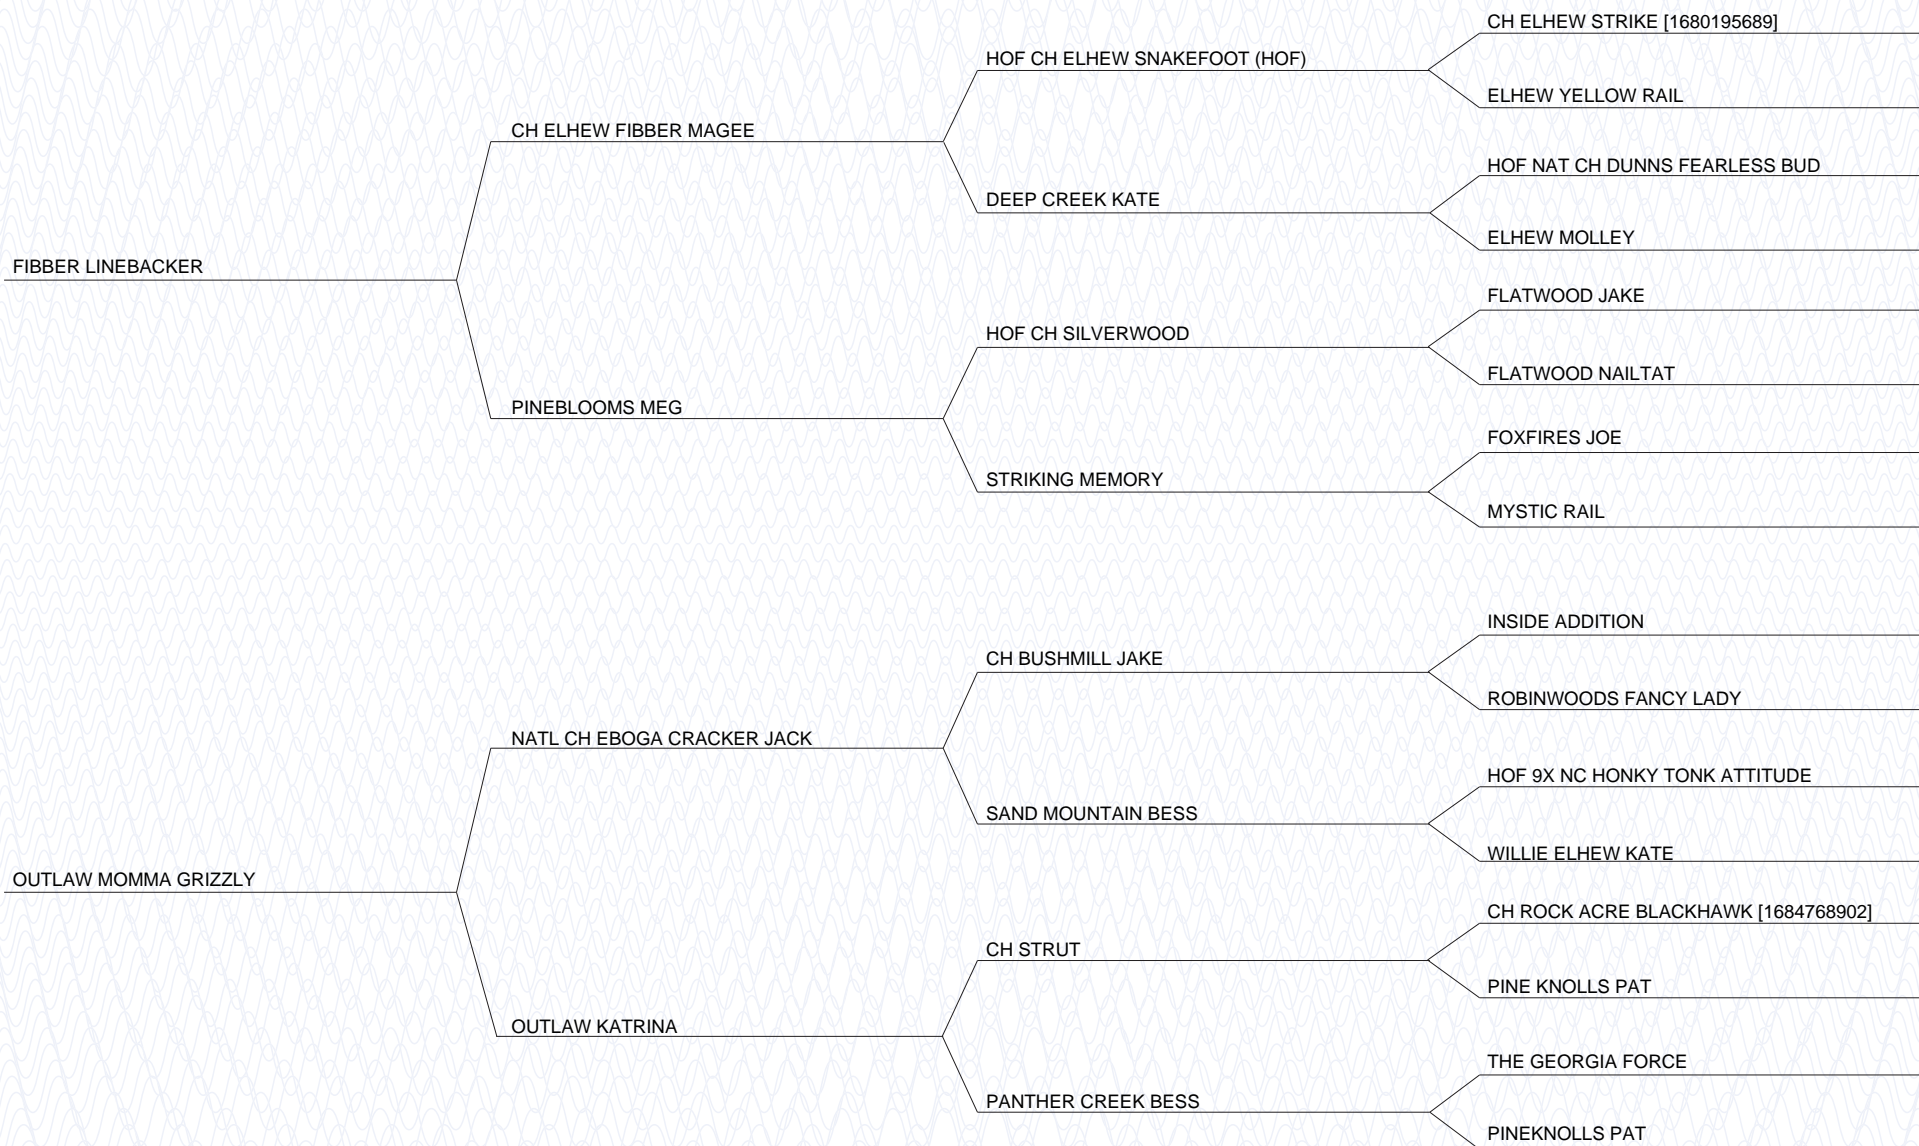 CH ELHEW STRIKE [1680195689]
HOF CH ELHEW SNAKEFOOT (HOF)
ELHEW YELLOW RAIL
CH ELHEW FIBBER MAGEE
HOF NAT CH DUNNS FEARLESS BUD
DEEP CREEK KATE
ELHEW MOLLEY
FIBBER LINEBACKER
FLATWOOD JAKE
HOF CH SILVERWOOD
FLATWOOD NAILTAT
PINEBLOOMS MEG
FOXFIRES JOE
STRIKING MEMORY
MYSTIC RAIL
INSIDE ADDITION
CH BUSHMILL JAKE
ROBINWOODS FANCY LADY
NATL CH EBOGA CRACKER JACK
HOF 9X NC HONKY TONK ATTITUDE
SAND MOUNTAIN BESS
WILLIE ELHEW KATE
OUTLAW MOMMA GRIZZLY
CH ROCK ACRE BLACKHAWK [1684768902]
CH STRUT
PINE KNOLLS PAT
OUTLAW KATRINA
THE GEORGIA FORCE
PANTHER CREEK BESS
PINEKNOLLS PAT